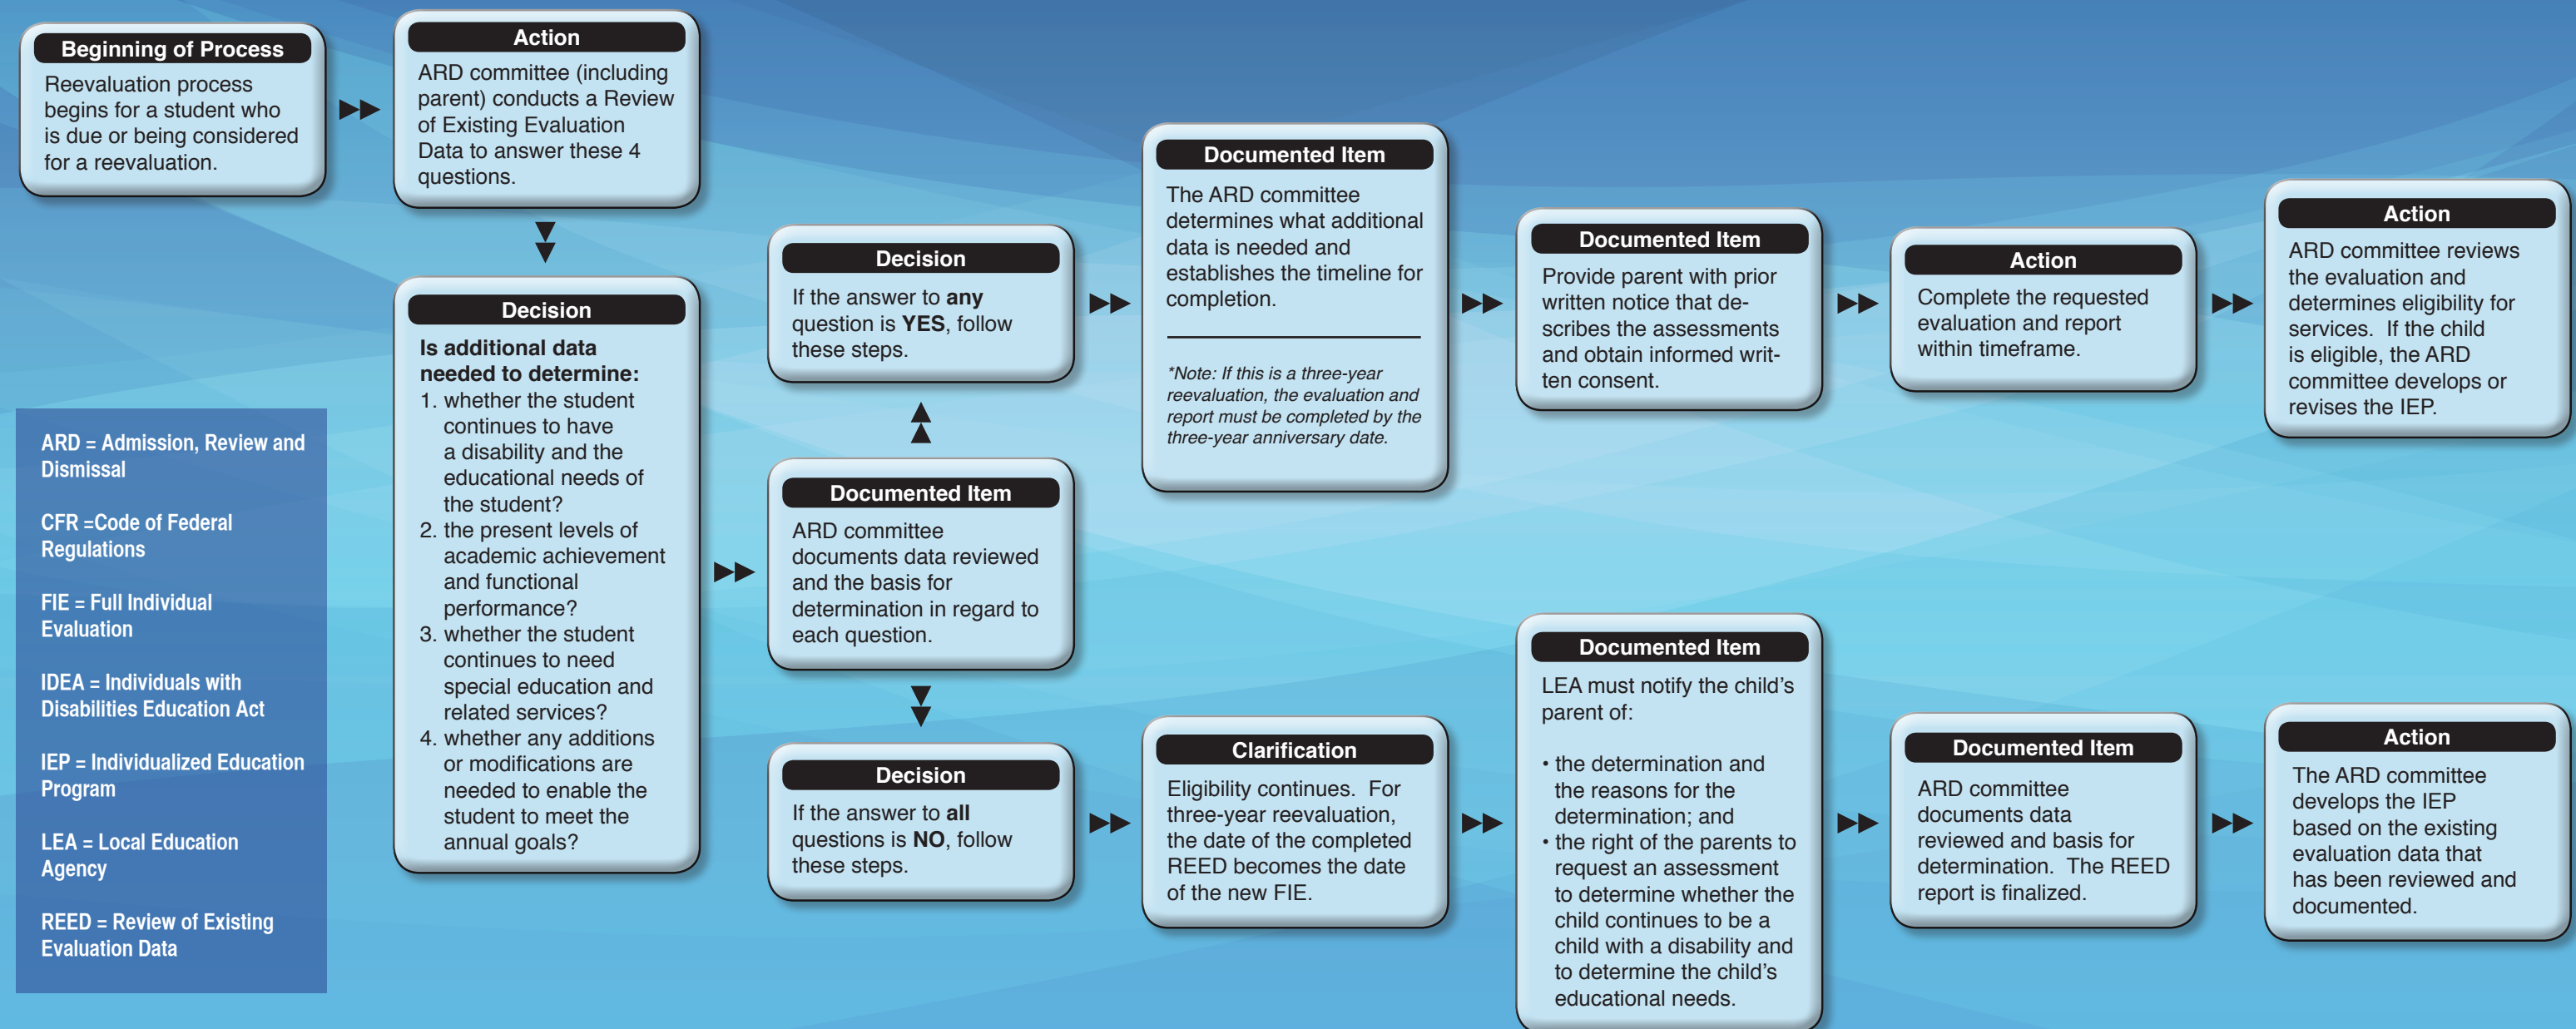 Beginning of Process
Reevaluation process
begins for a student who
is due or being considered
for a reevaluation.
Action
ARD committee (including
parent) conducts a Review
of Existing Evaluation
Data to answer these 4
questions.
Decision
Is additional data
needed to determine:
1. whether the student
continues to have
a disability and the
educational needs of
the student?
2. the present levels of
academic achievement
and functional
performance?
3. whether the student
continues to need
special education and
related services?
4. whether any additions
or modifications are
needed to enable the
student to meet the
annual goals?
Documented Item
ARD committee
documents data reviewed
and the basis for
determination in regard to
each question.
Decision
If the answer to any
question is YES, follow
these steps.
Documented Item
The ARD committee
determines what additional
data is needed and
establishes the timeline for
completion.
*Note: If this is a three-year
reevaluation, the evaluation and
report must be completed by the
three-year anniversary date.
Documented Item
Provide parent with prior
written notice that de-
scribes the assessments
and obtain informed writ-
ten consent.
Action
Complete the requested
evaluation and report
within timeframe.
Action
ARD committee reviews
the evaluation and
determines eligibility for
services.  If the child
is eligible, the ARD
committee develops or
revises the IEP.
Decision
If the answer to all
questions is NO, follow
these steps.
Clarification
Eligibility continues.  For
three-year reevaluation,
the date of the completed
REED becomes the date
of the new FIE.
Documented Item
LEA must notify the child’s
parent of:
• the determination and
the reasons for the
determination; and
• the right of the parents to
request an assessment
to determine whether the
child continues to be a
child with a disability and
to determine the child’s
educational needs.
Documented Item
ARD committee
documents data
reviewed and basis for
determination.  The REED
report is finalized.
Action
The ARD committee
develops the IEP
based on the existing
evaluation data that
has been reviewed and
documented.
ARD = Admission, Review and
Dismissal
CFR =Code of Federal
Regulations
FIE = Full Individual
Evaluation
IDEA = Individuals with
Disabilities Education Act
IEP = Individualized Education
Program
LEA = Local Education
Agency
REED = Review of Existing
Evaluation Data